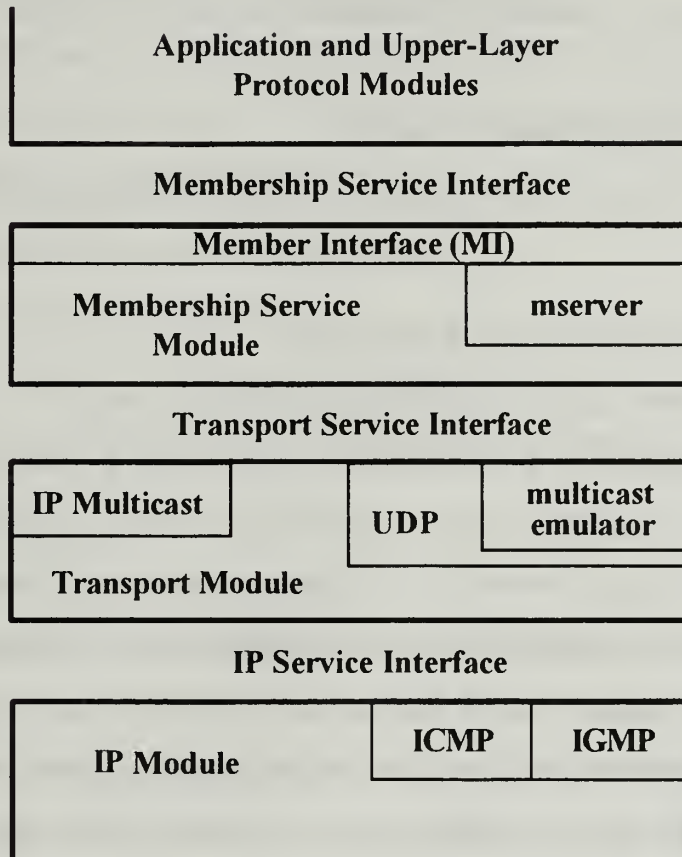 Application and Upper-Layer
Protocol Modules
Membership Service Interface
Member Interface (MI)
Membership Service
Module
mserver
Transport Service Interface
IP Multicast
UDP
multicast
emulator
Transport Module
IP Service Interface
IP Module
ICMP
IGMP